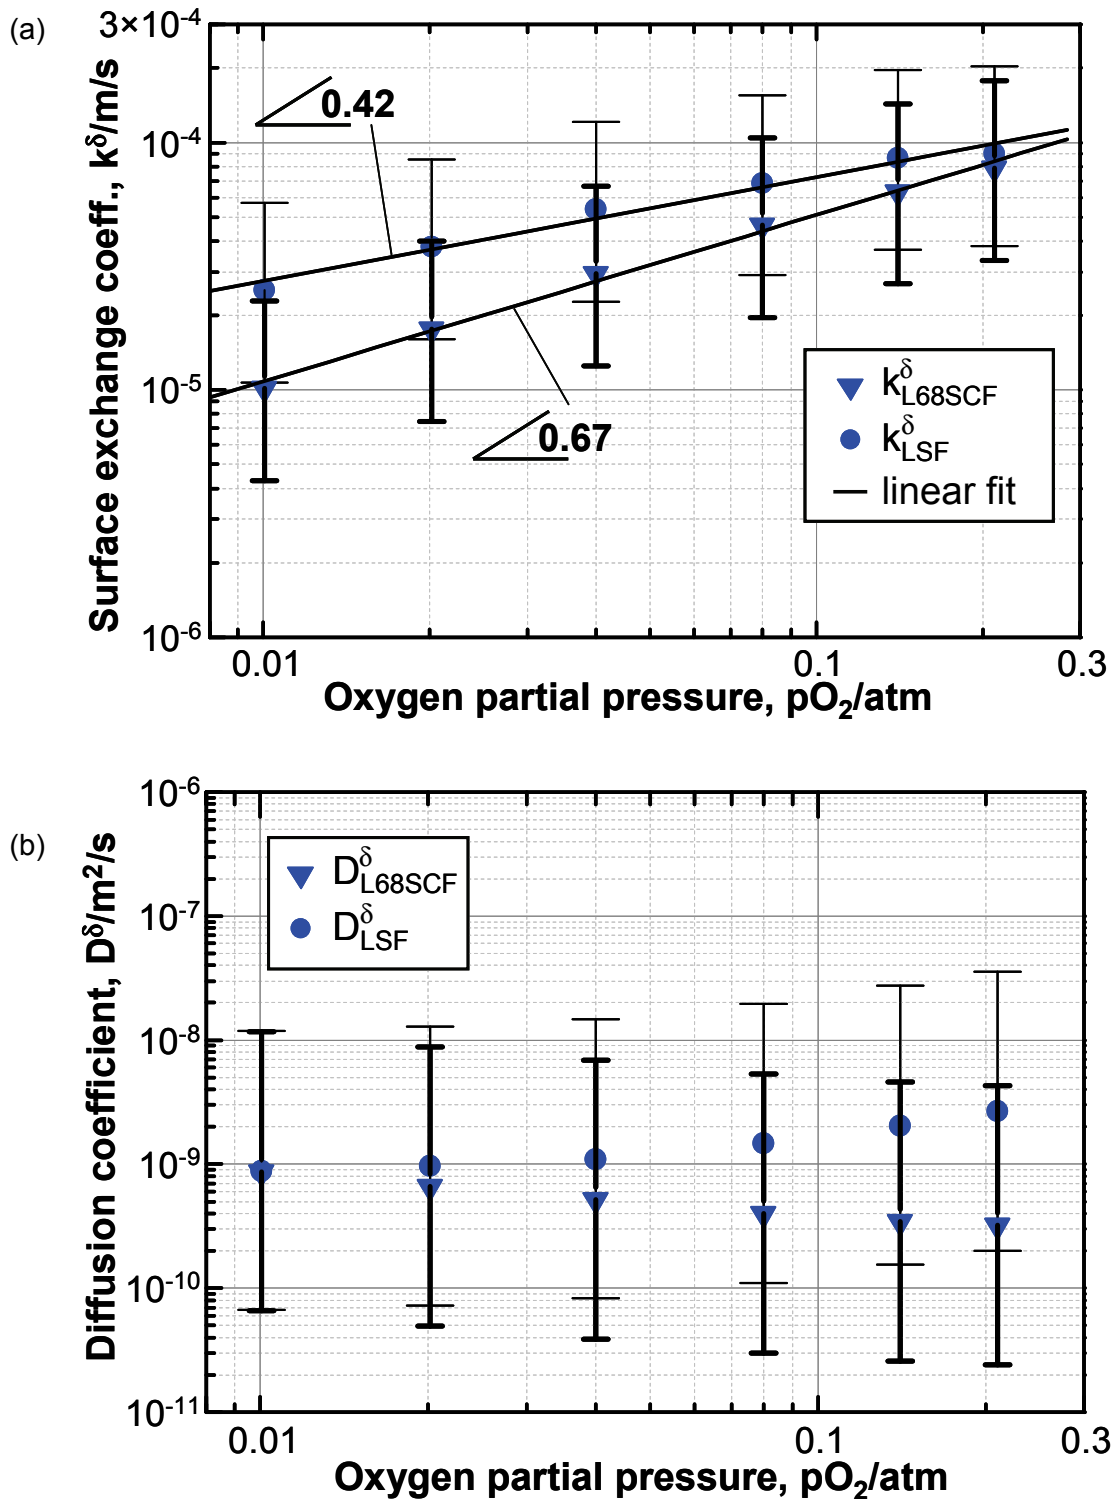 (a)
3×10⁻⁴
10⁻⁴
10⁻⁵
10⁻⁶
Surface exchange coeff., k^δ/m/s
0.42
0.67
k^δ_L68SCF
k^δ_LSF
linear fit
0.01
0.1
0.3
Oxygen partial pressure, pO₂/atm
(b)
10⁻⁶
10⁻⁷
10⁻⁸
10⁻⁹
10⁻¹⁰
10⁻¹¹
Diffusion coefficient, D^δ/m²/s
D^δ_L68SCF
D^δ_LSF
0.01
0.1
0.3
Oxygen partial pressure, pO₂/atm